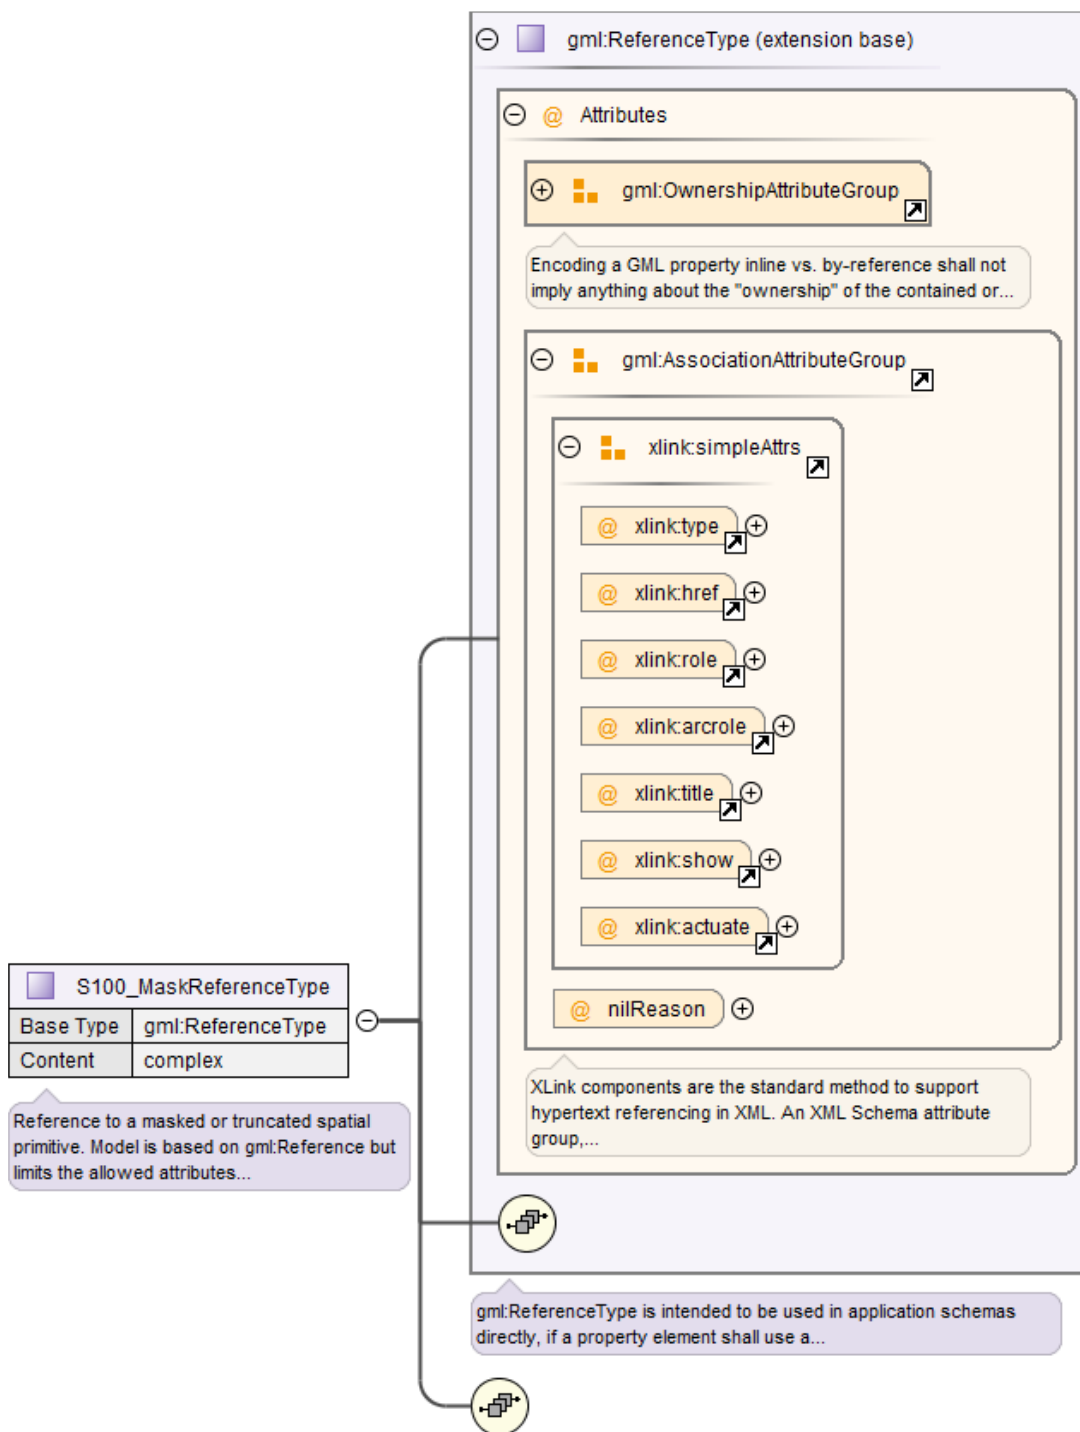 gml:ReferenceType (extension base)
@ Attributes
gml:OwnershipAttributeGroup
Encoding a GML property inline vs. by-reference shall not
imply anything about the "ownership" of the contained or...
gml:AssociationAttributeGroup
xlink:simpleAttrs
@ xlink:type
@ xlink:href
@ xlink:role
@ xlink:arcrole
@ xlink:title
@ xlink:show
@ xlink:actuate
@ nilReason
XLink components are the standard method to support
hypertext referencing in XML. An XML Schema attribute
group,...
S100_MaskReferenceType
Base Type gml:ReferenceType
Content complex
Reference to a masked or truncated spatial
primitive. Model is based on gml:Reference but
limits the allowed attributes...
gml:ReferenceType is intended to be used in application schemas
directly, if a property element shall use a...